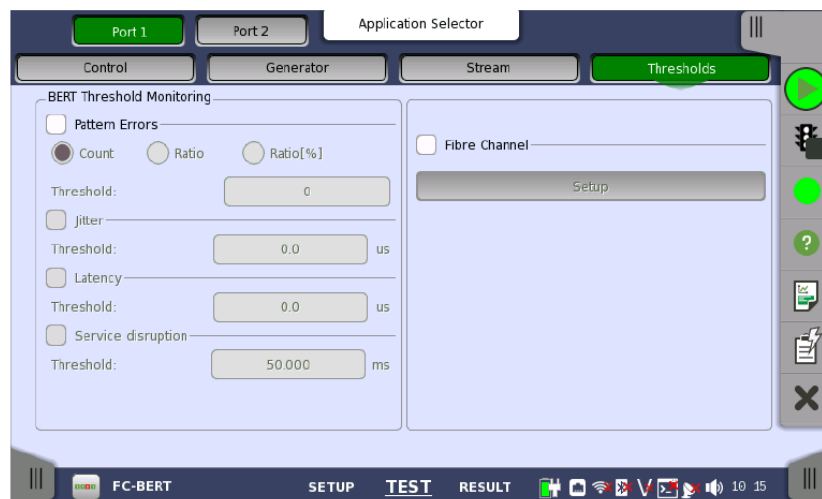 Port 1 Port 2 Application Selector
Control Generator Stream Thresholds
BERT Threshold Monitoring
Pattern Errors
Fibre Channel
Count Ratio Ratio[%]
Threshold: 0
Setup
Jitter
Threshold: 0.0 us
Latency
Threshold: 0.0 us
Service disruption
Threshold: 50.000 ms
FC-BERT SETUP TEST RESULT 10 15